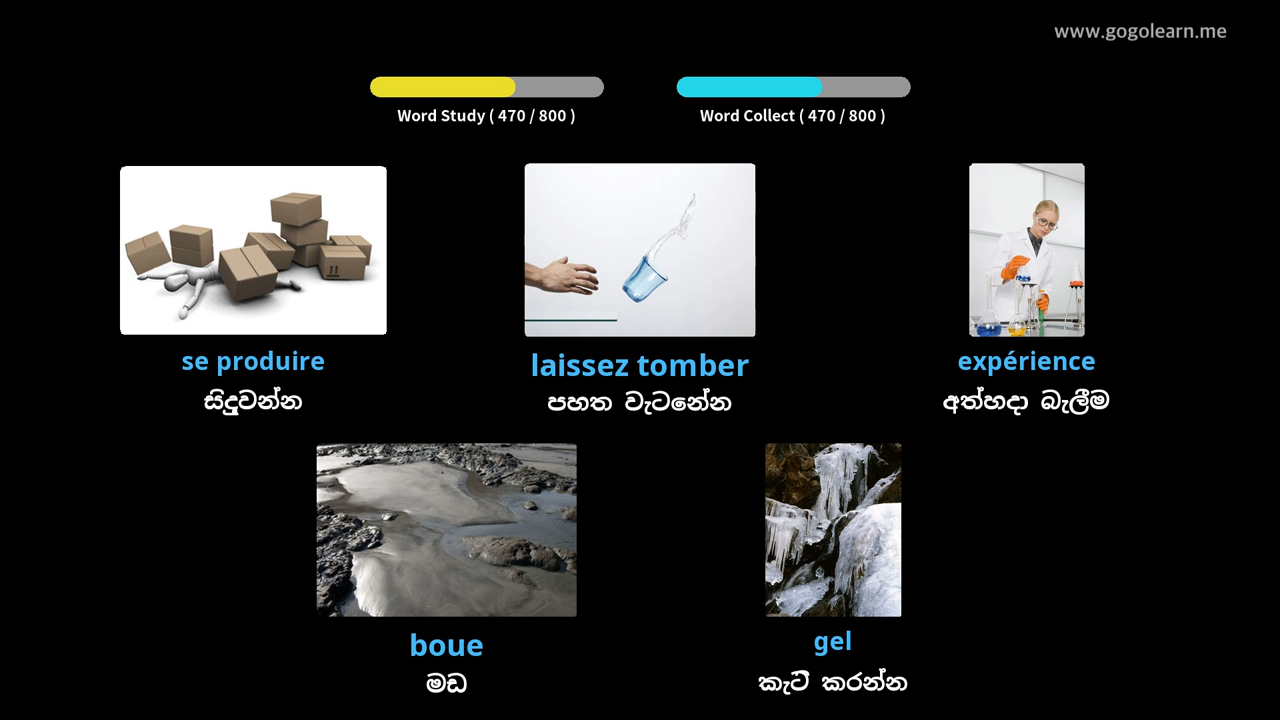 www.gogolearn.me
Word Study ( 470 / 800 )
Word Collect ( 470 / 800 )
se produire
සිදුවන්න
laissez tomber
පහත වැටනේන
expérience
අත්හදා බැලීම
boue
මඩ
gel
කැටි කරන්න